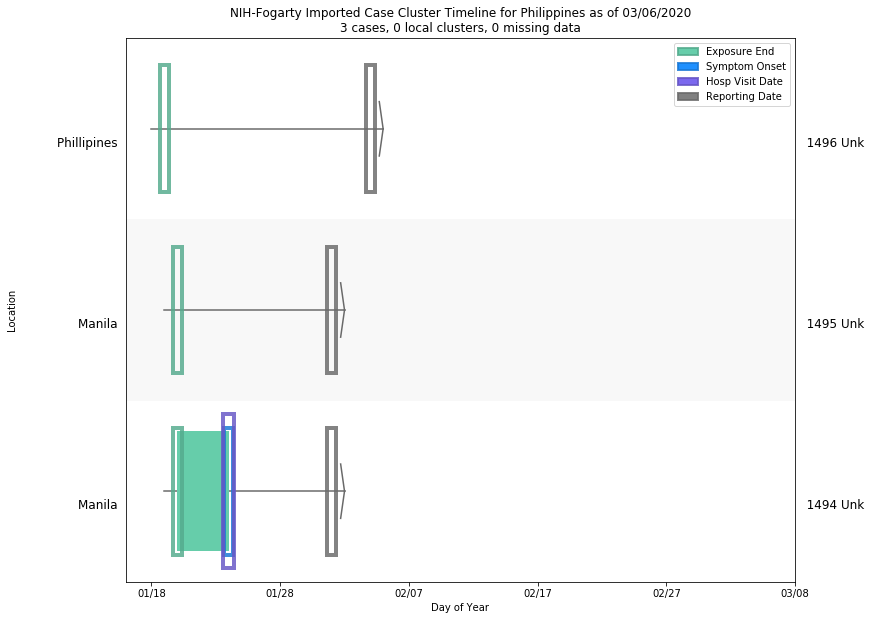 NIH-Fogarty Imported Case Cluster Timeline for Philippines as of 03/06/2020
3 cases, 0 local clusters, 0 missing data
Exposure End
Symptom Onset
Hosp Visit Date
Reporting Date
Phillipines
1496 Unk
Manila
1495 Unk
Manila
1494 Unk
Location
01/18
01/28
02/07
02/17
02/27
03/08
Day of Year